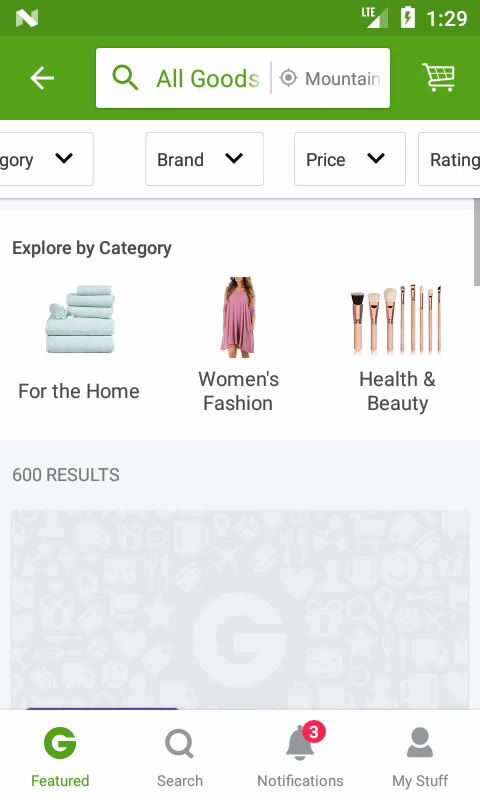 LTE 1:29
All Goods Mountain
gory Brand Price Rating
Explore by Category
For the Home
Women's
Fashion
Health &
Beauty
600 RESULTS
G
3
G
Featured Search Notifications My Stuff